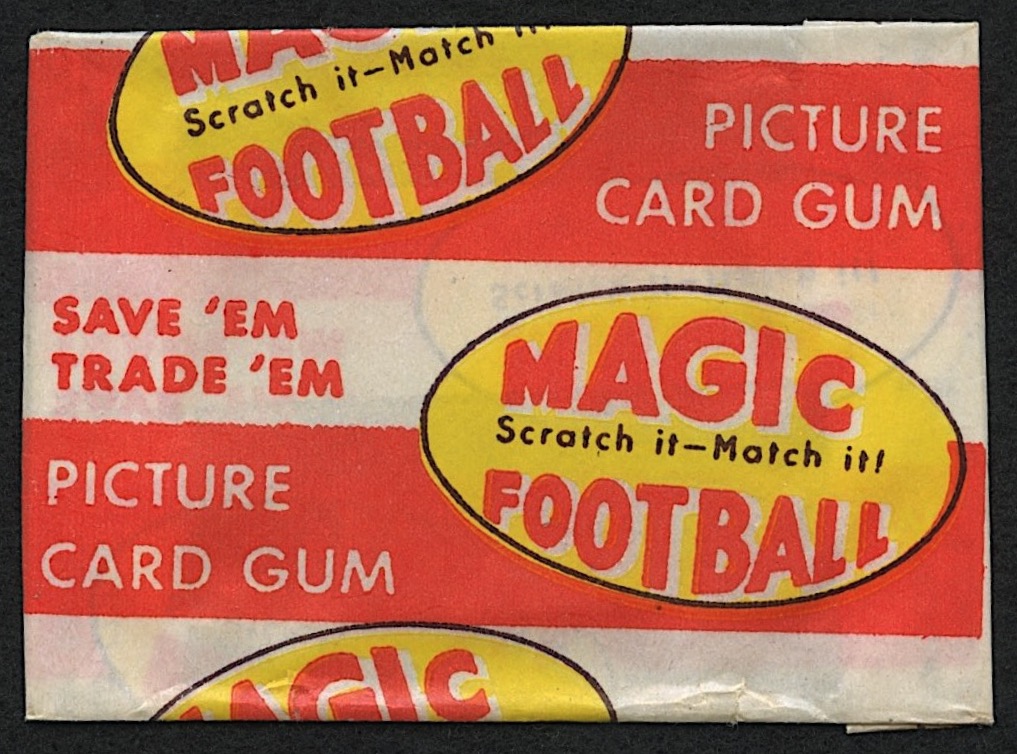 MAGIC
Scratch it–Match it!
FOOTBALL
PICTURE
CARD GUM
SAVE 'EM
TRADE 'EM
MAGIC
Scratch it–Match it!
FOOTBALL
PICTURE
CARD GUM
MAGIC